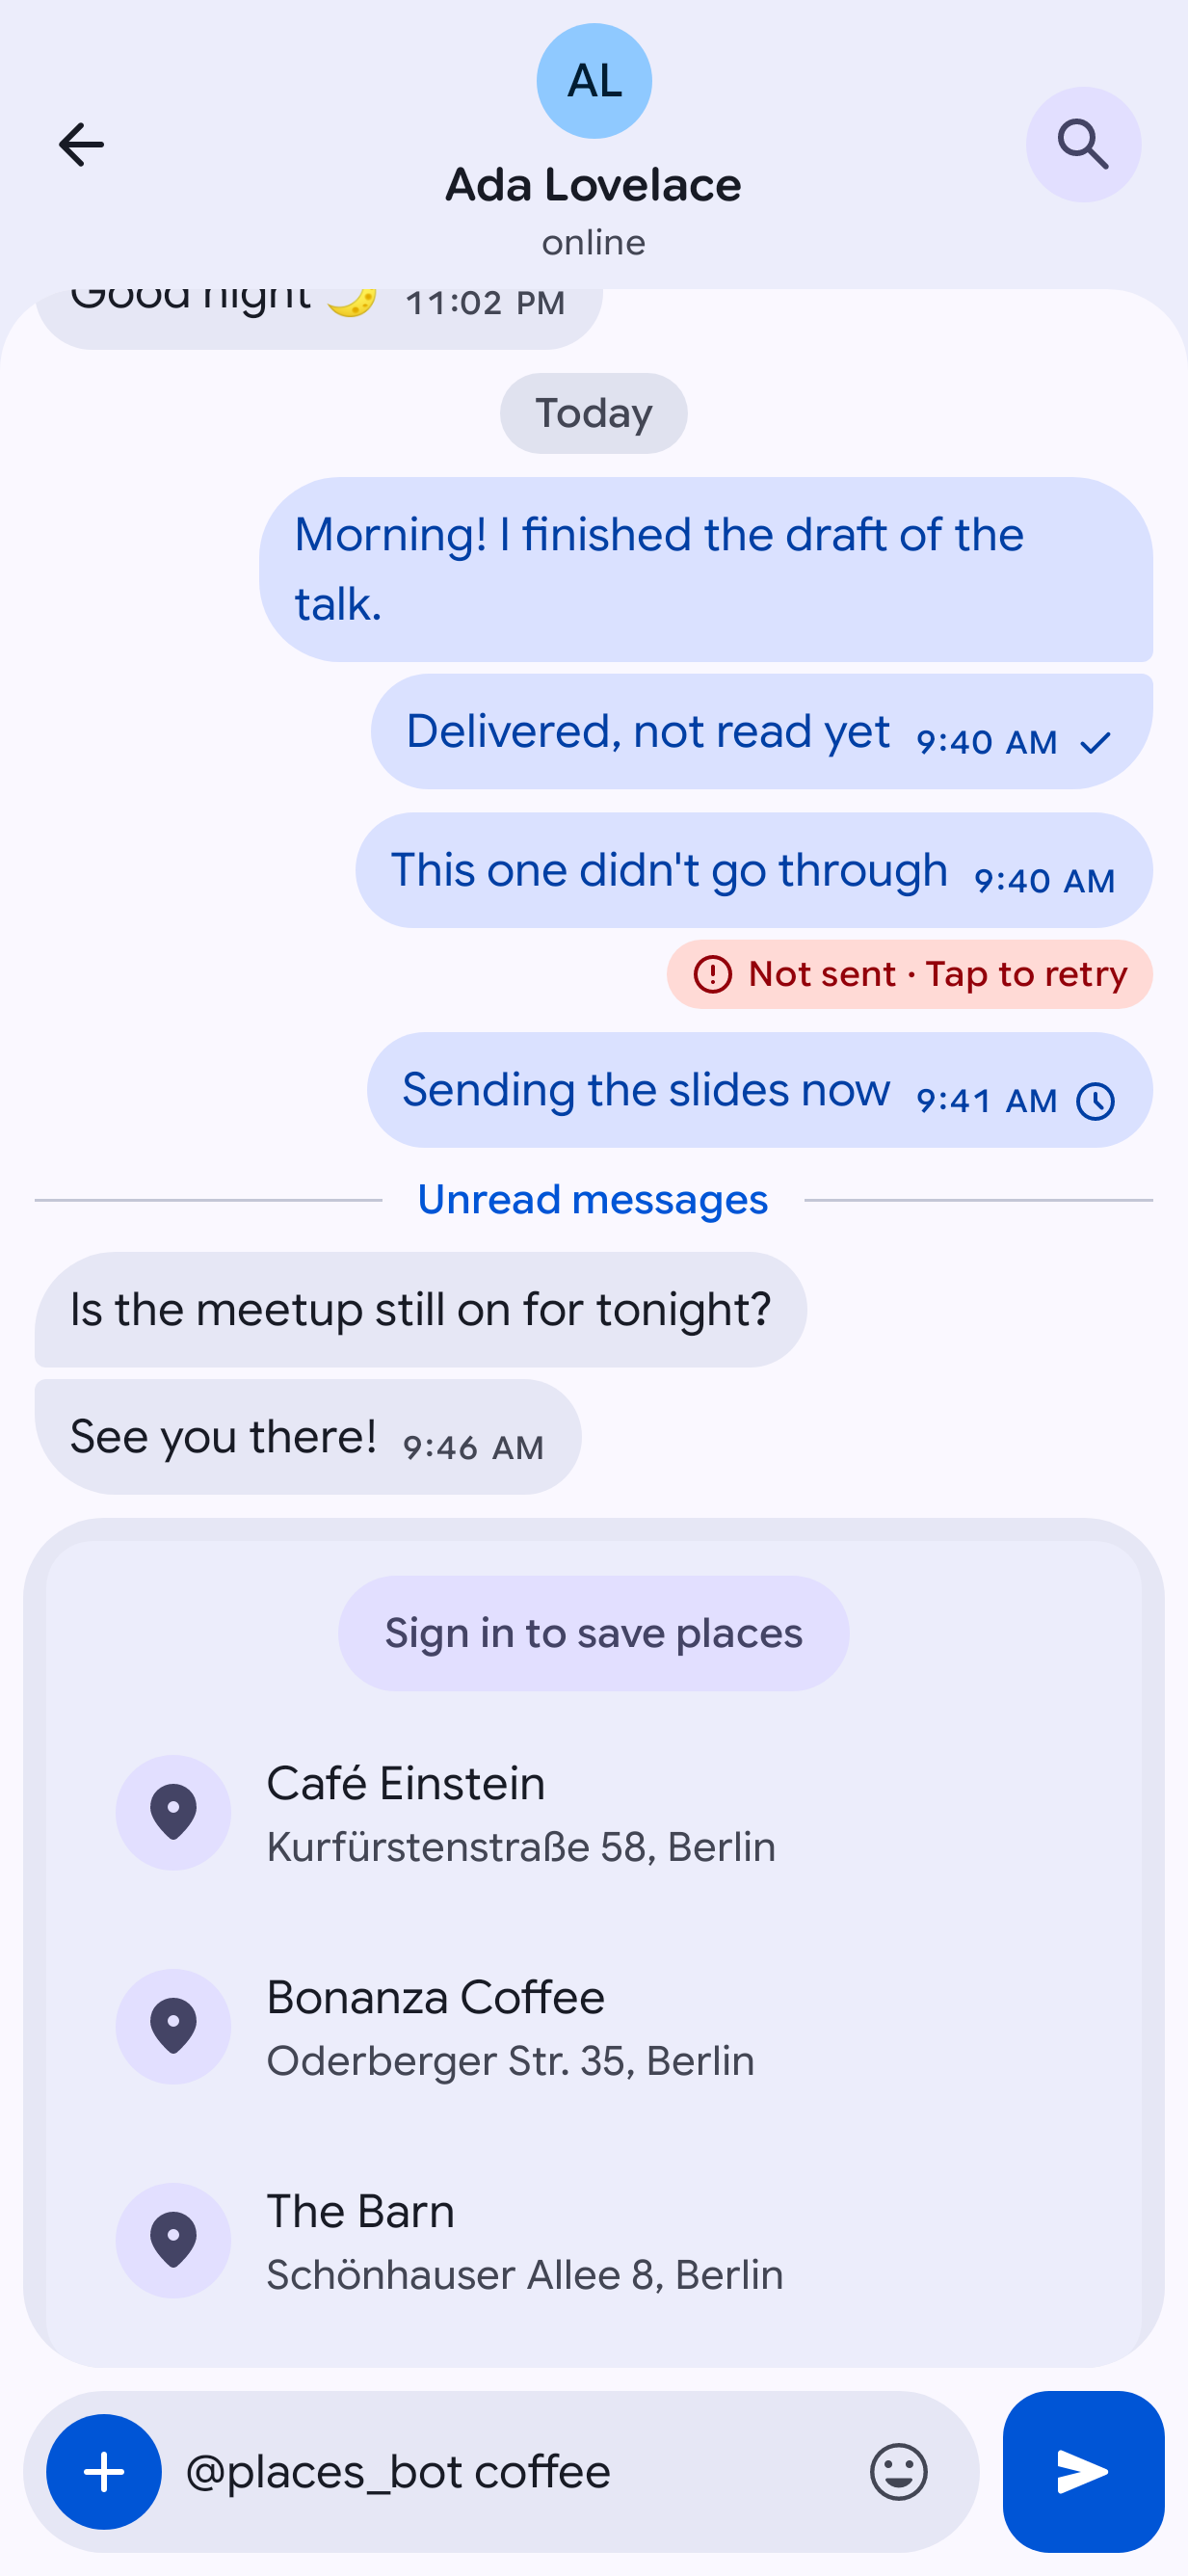 AL
Ada Lovelace
online
Good night 🌙 11:02 PM
Today
Morning! I finished the draft of the
talk.
Delivered, not read yet 9:40 AM
This one didn't go through 9:40 AM
Not sent · Tap to retry
Sending the slides now 9:41 AM
Unread messages
Is the meetup still on for tonight?
See you there! 9:46 AM
Sign in to save places
Café Einstein
Kurfürstenstraße 58, Berlin
Bonanza Coffee
Oderberger Str. 35, Berlin
The Barn
Schönhauser Allee 8, Berlin
@places_bot coffee